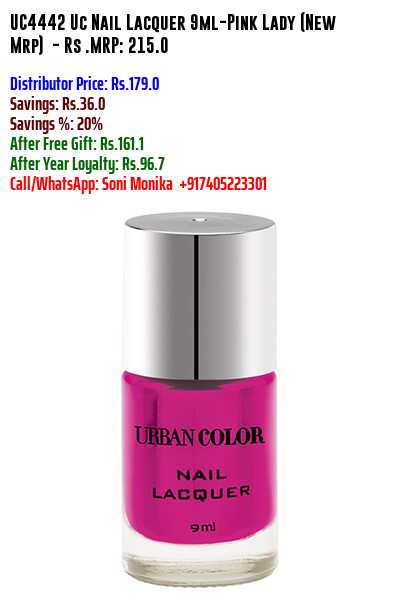 UC4442 Uc Nail Lacquer 9ml-Pink Lady (New
Mrp) - Rs .MRP: 215.0
Distributor Price: Rs.179.0
Savings: Rs.36.0
Savings %: 20%
After Free Gift: Rs.161.1
After Year Loyalty: Rs.96.7
Call/WhatsApp: Soni Monika +917405223301
URBAN COLOR
NAIL
LACQUER
9ml